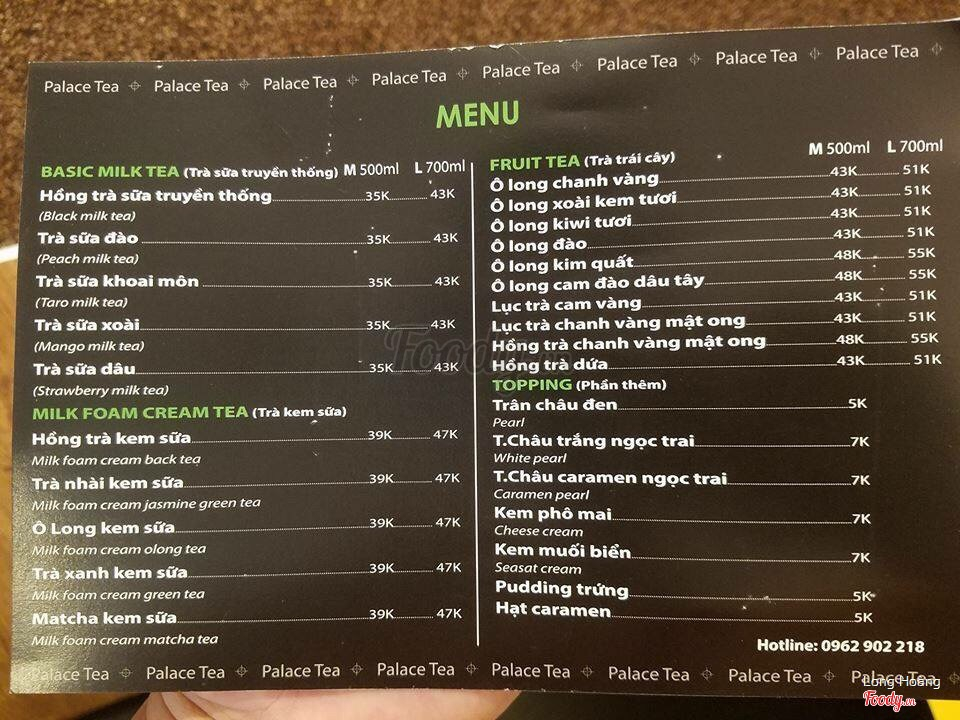 Palace Tea Palace Tea Palace Tea Palace Tea Palace Tea Palace Tea Palace Tea Palace Tea
MENU
BASIC MILK TEA (Trà sữa truyền thống) M 500ml L 700ml
Hồng trà sữa truyền thống 35K 43K
(Black milk tea)
Trà sữa đào 35K 43K
(Peach milk tea)
Trà sữa khoai môn 35K 43K
(Taro milk tea)
Trà sữa xoài 35K 43K
(Mango milk tea)
Trà sữa dâu 35K 43K
(Strawberry milk tea)
MILK FOAM CREAM TEA (Trà kem sữa)
Hồng trà kem sữa 39K 47K
Milk foam cream back tea
Trà nhài kem sữa 39K 47K
Milk foam cream jasmine green tea
Ô Long kem sữa 39K 47K
Milk foam cream olong tea
Trà xanh kem sữa 39K 47K
Milk foam cream green tea
Matcha kem sữa 39K 47K
Milk foam cream matcha tea
FRUIT TEA (Trà trái cây) M 500ml L 700ml
Ô long chanh vàng 43K 51K
Ô long xoài kem tươi 43K 51K
Ô long kiwi tươi 43K 51K
Ô long đào 43K 51K
Ô long kim quất 48K 55K
Ô long cam đào dâu tây 48K 55K
Lục trà cam vàng 43K 51K
Lục trà chanh vàng mật ong 43K 51K
Hồng trà chanh vàng mật ong 48K 55K
Hồng trà dứa 43K 51K
TOPPING (Phần thêm)
Trân châu đen 5K
Pearl
T.Châu trắng ngọc trai 7K
White pearl
T.Châu caramen ngọc trai 7K
Caramen pearl
Kem phô mai 7K
Cheese cream
Kem muối biển 7K
Seasat cream
Pudding trứng 5K
Hạt caramen 5K
Hotline: 0962 902 218
Palace Tea Palace Tea Palace Tea Palace Tea Palace Tea Palace Tea Palace Tea Palace Tea
Foody.vn
Long Hoang
Foody.vn